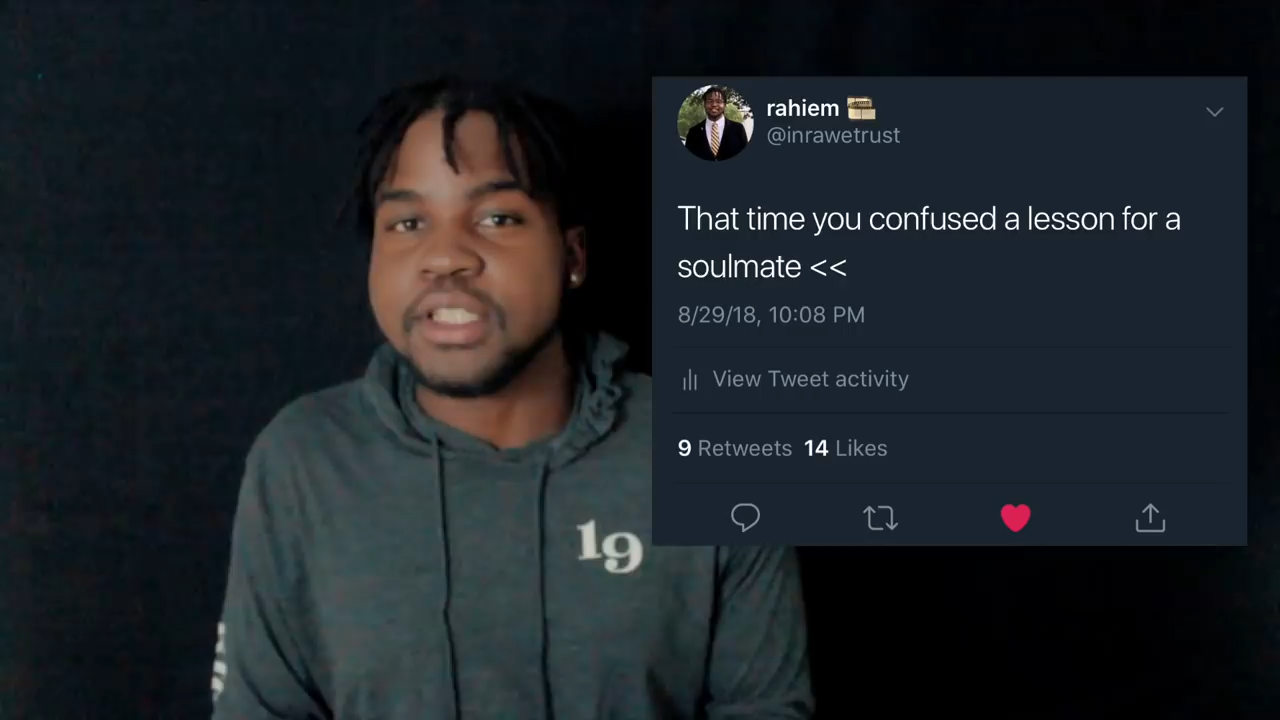 rahiem
@inrawetrust
That time you confused a lesson for a
soulmate <<
8/29/18, 10:08 PM
View Tweet activity
9 Retweets 14 Likes
19